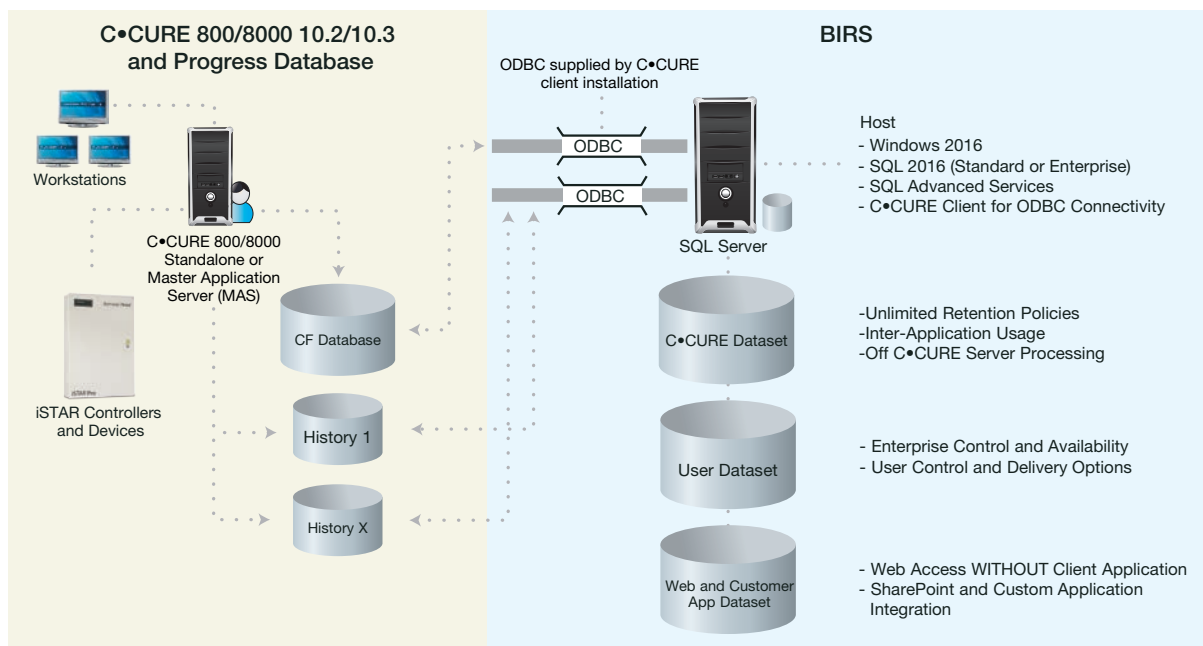 C•CURE 800/8000 10.2/10.3
and Progress Database
Workstations
C•CURE 800/8000
Standalone or
Master Application
Server (MAS)
iSTAR Pro
iSTAR Controllers
and Devices
CF Database
History 1
History X
BIRS
ODBC supplied by C•CURE
client installation
ODBC
ODBC
SQL Server
Host
- Windows 2016
- SQL 2016 (Standard or Enterprise)
- SQL Advanced Services
- C•CURE Client for ODBC Connectivity
C•CURE Dataset
-Unlimited Retention Policies
-Inter-Application Usage
-Off C•CURE Server Processing
User Dataset
- Enterprise Control and Availability
- User Control and Delivery Options
Web and Customer
App Dataset
- Web Access WITHOUT Client Application
- SharePoint and Custom Application
Integration